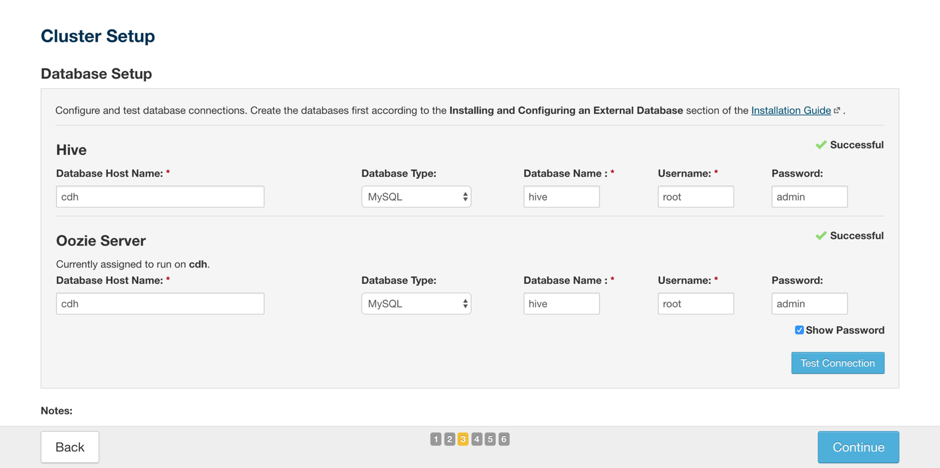 Cluster Setup
Database Setup
Configure and test database connections. Create the databases first according to the Installing and Configuring an External Database section of the Installation Guide .
Hive
Successful
Database Host Name: * Database Type: Database Name : * Username: * Password:
cdh MySQL hive root admin
Oozie Server
Successful
Currently assigned to run on cdh.
Database Host Name: * Database Type: Database Name : * Username: * Password:
cdh MySQL hive root admin
Show Password
Test Connection
Notes:
Back 1 2 3 4 5 6 Continue